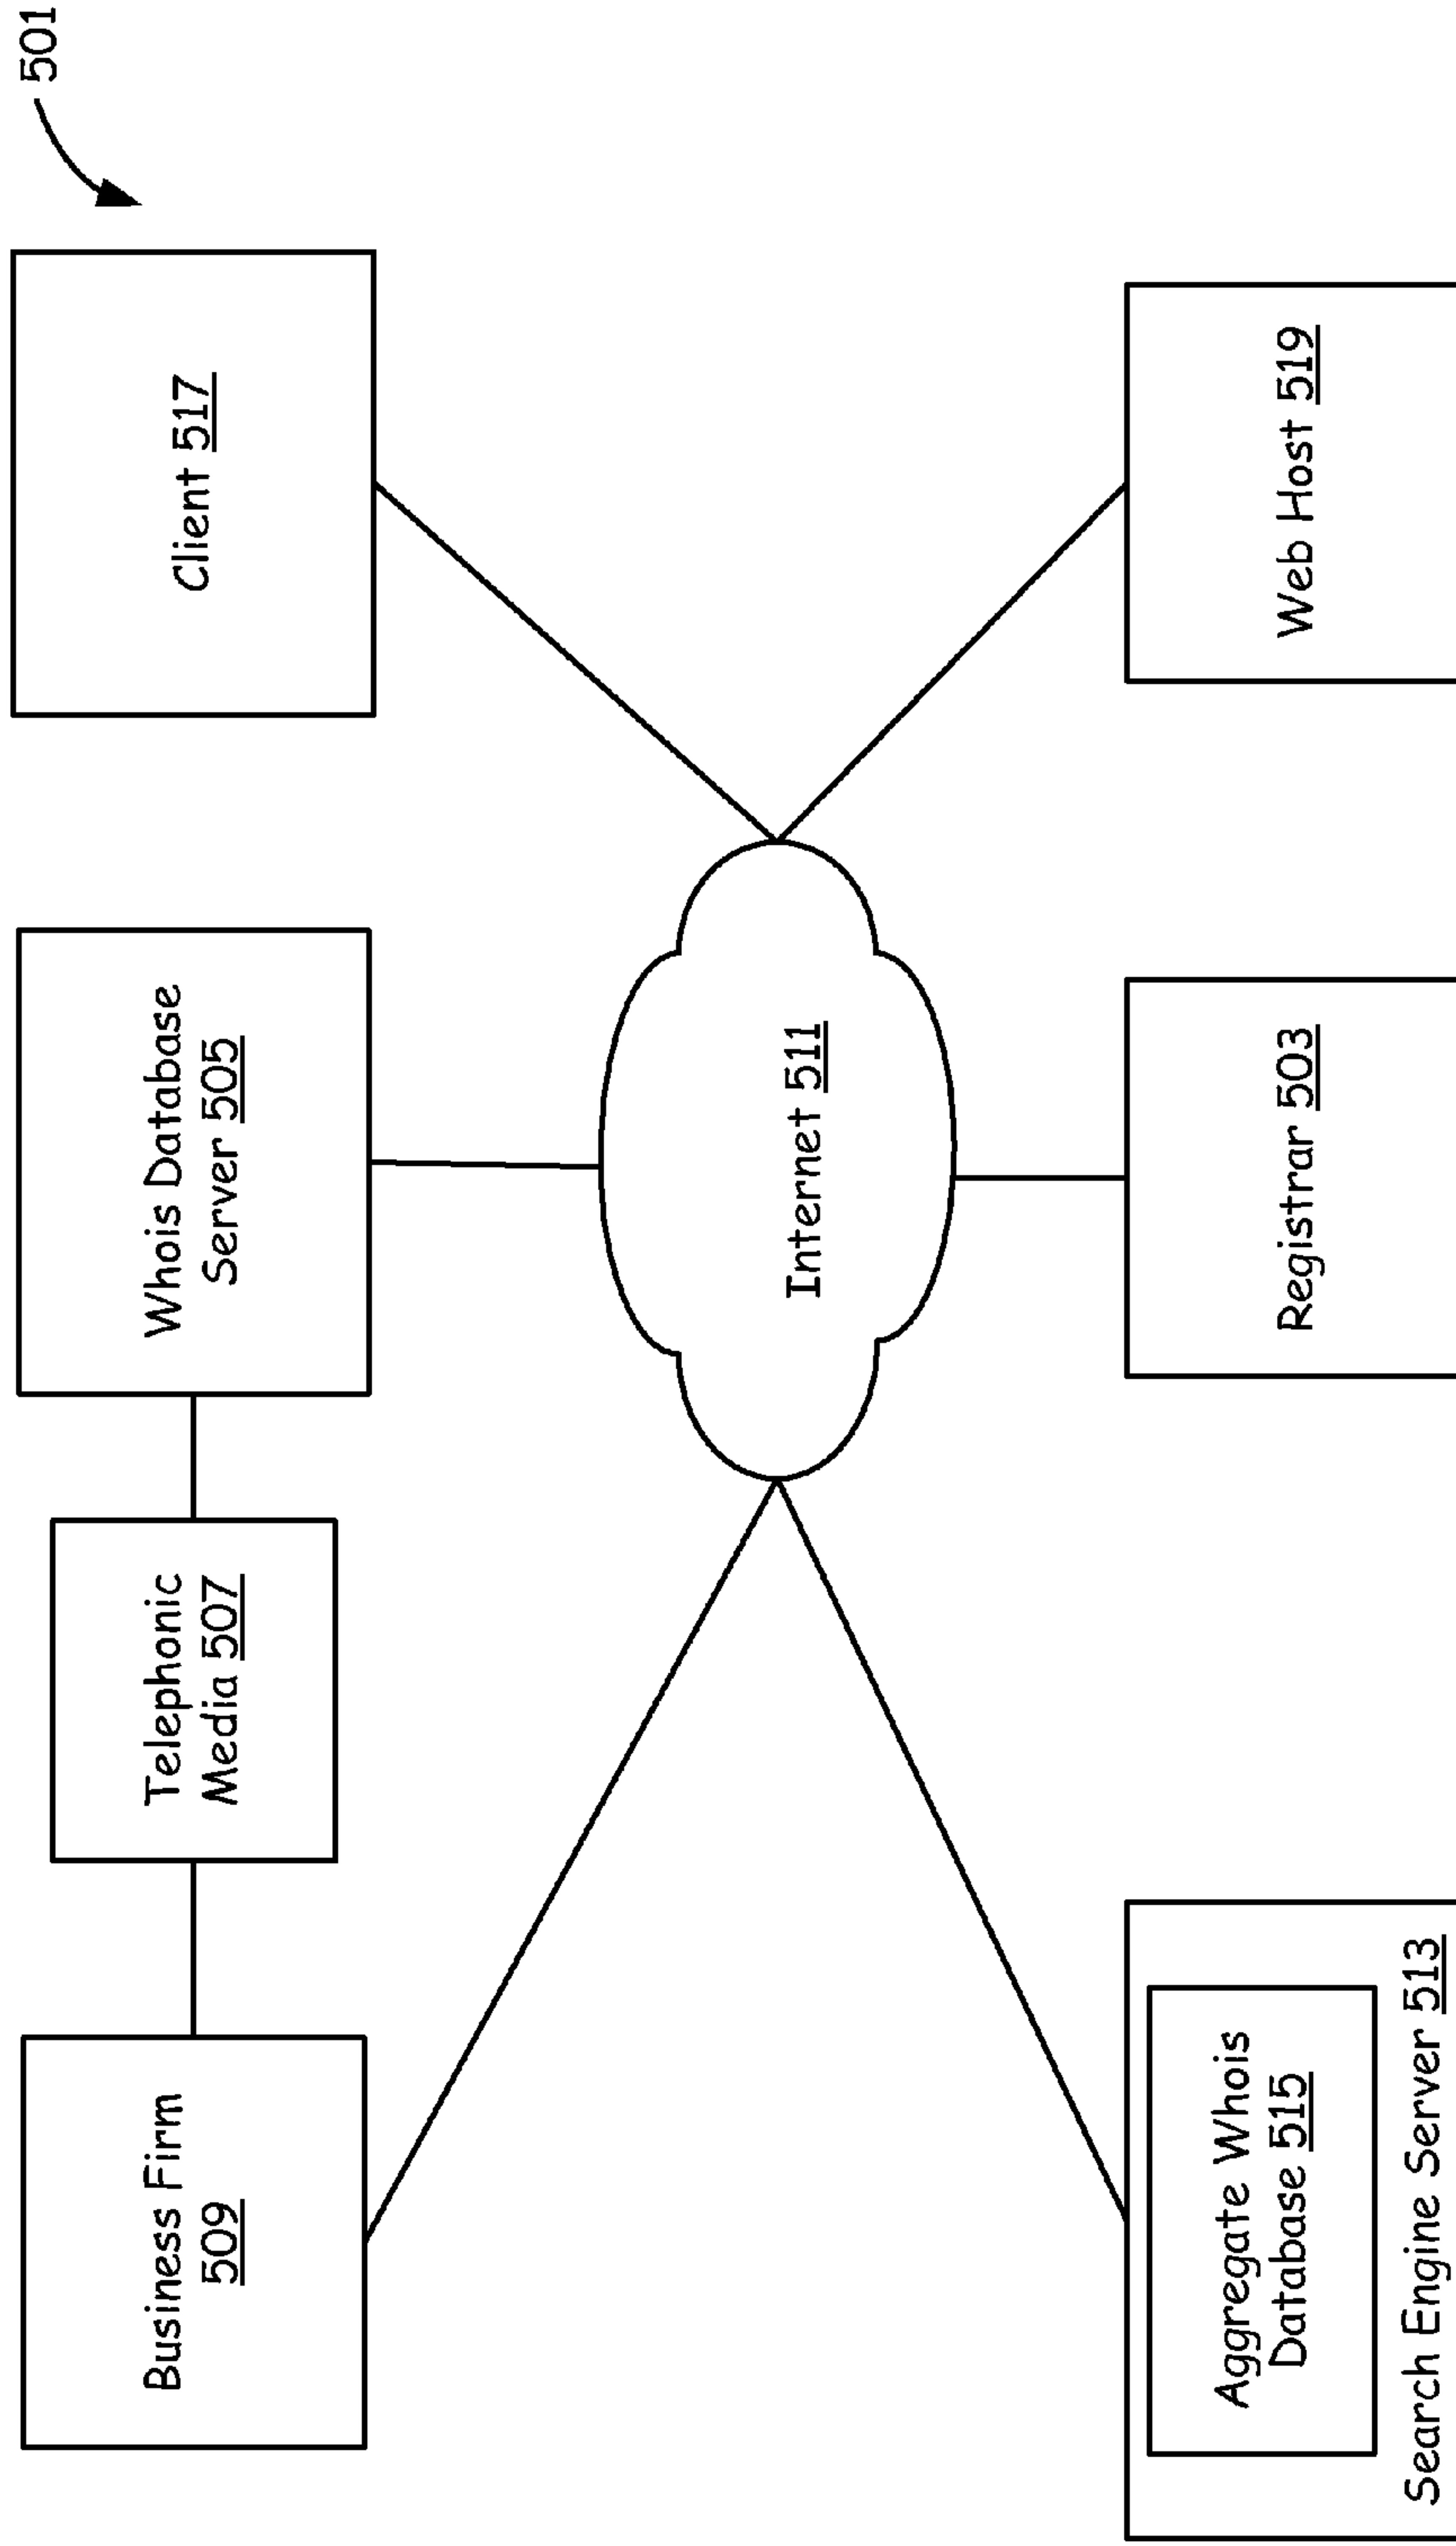 501
Business Firm
509
Telephonic
Media 507
Whois Database
Server 505
Client 517
Internet 511
Aggregate Whois
Database 515
Search Engine Server 513
Registrar 503
Web Host 519